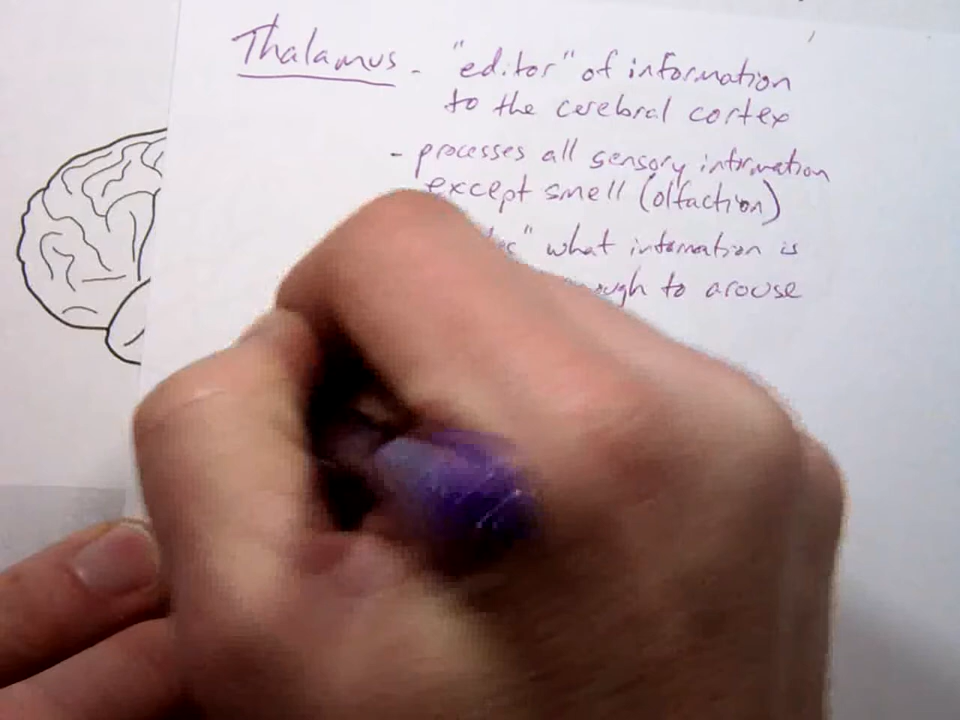 Thalamus - "editor" of information
to the cerebral cortex
- processes all sensory information
except smell (olfaction)
what information is
to arouse